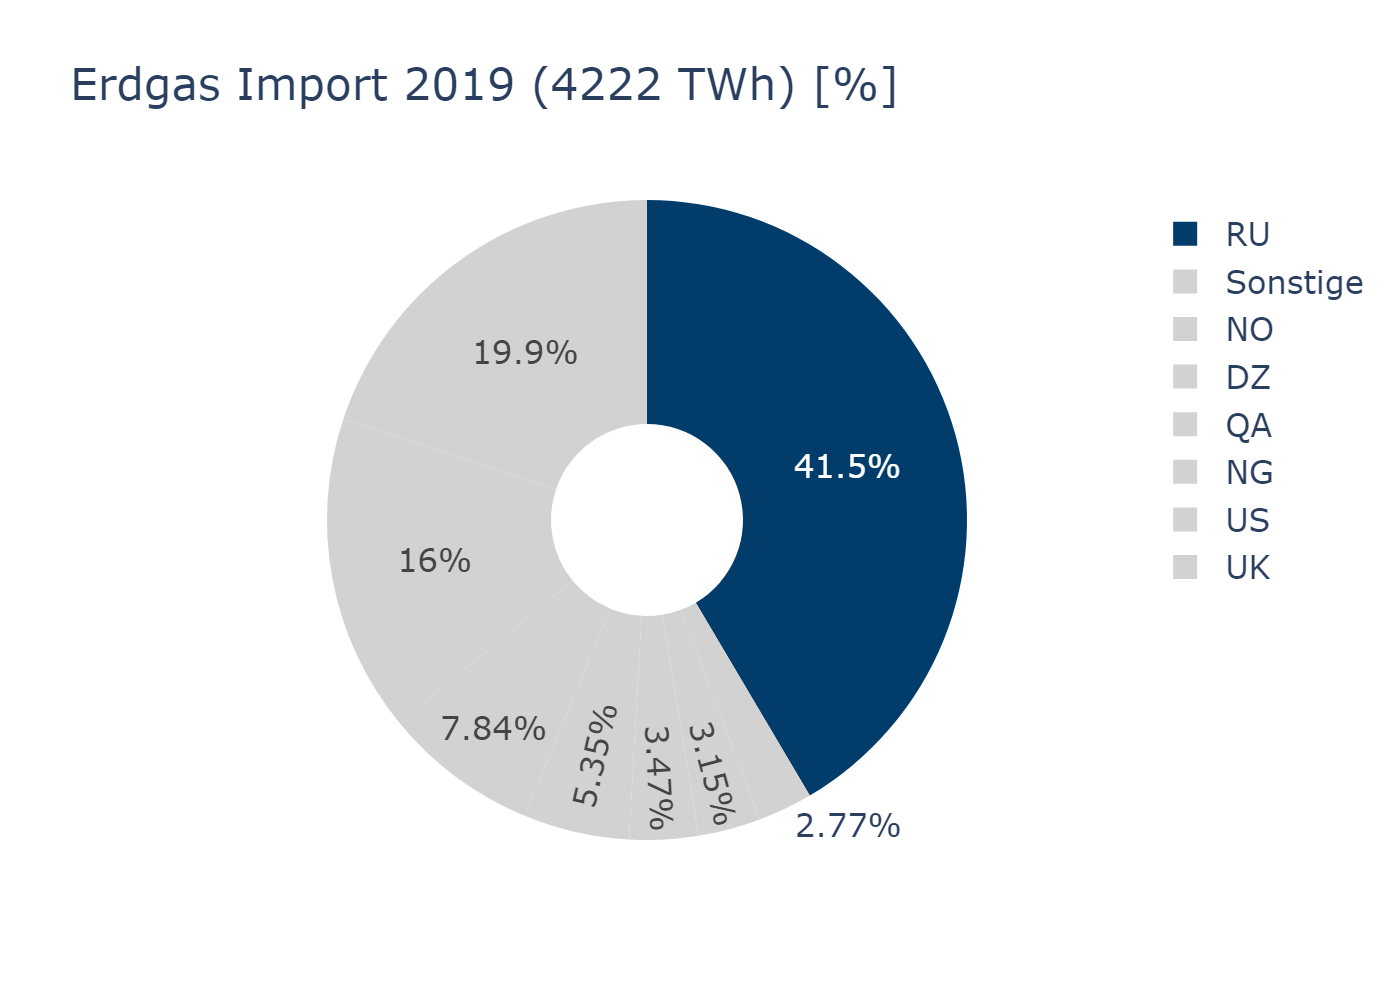 Erdgas Import 2019 (4222 TWh) [%]
19.9%
41.5%
16%
7.84%
5.35%
3.47%
3.15%
2.77%
RU
Sonstige
NO
DZ
QA
NG
US
UK